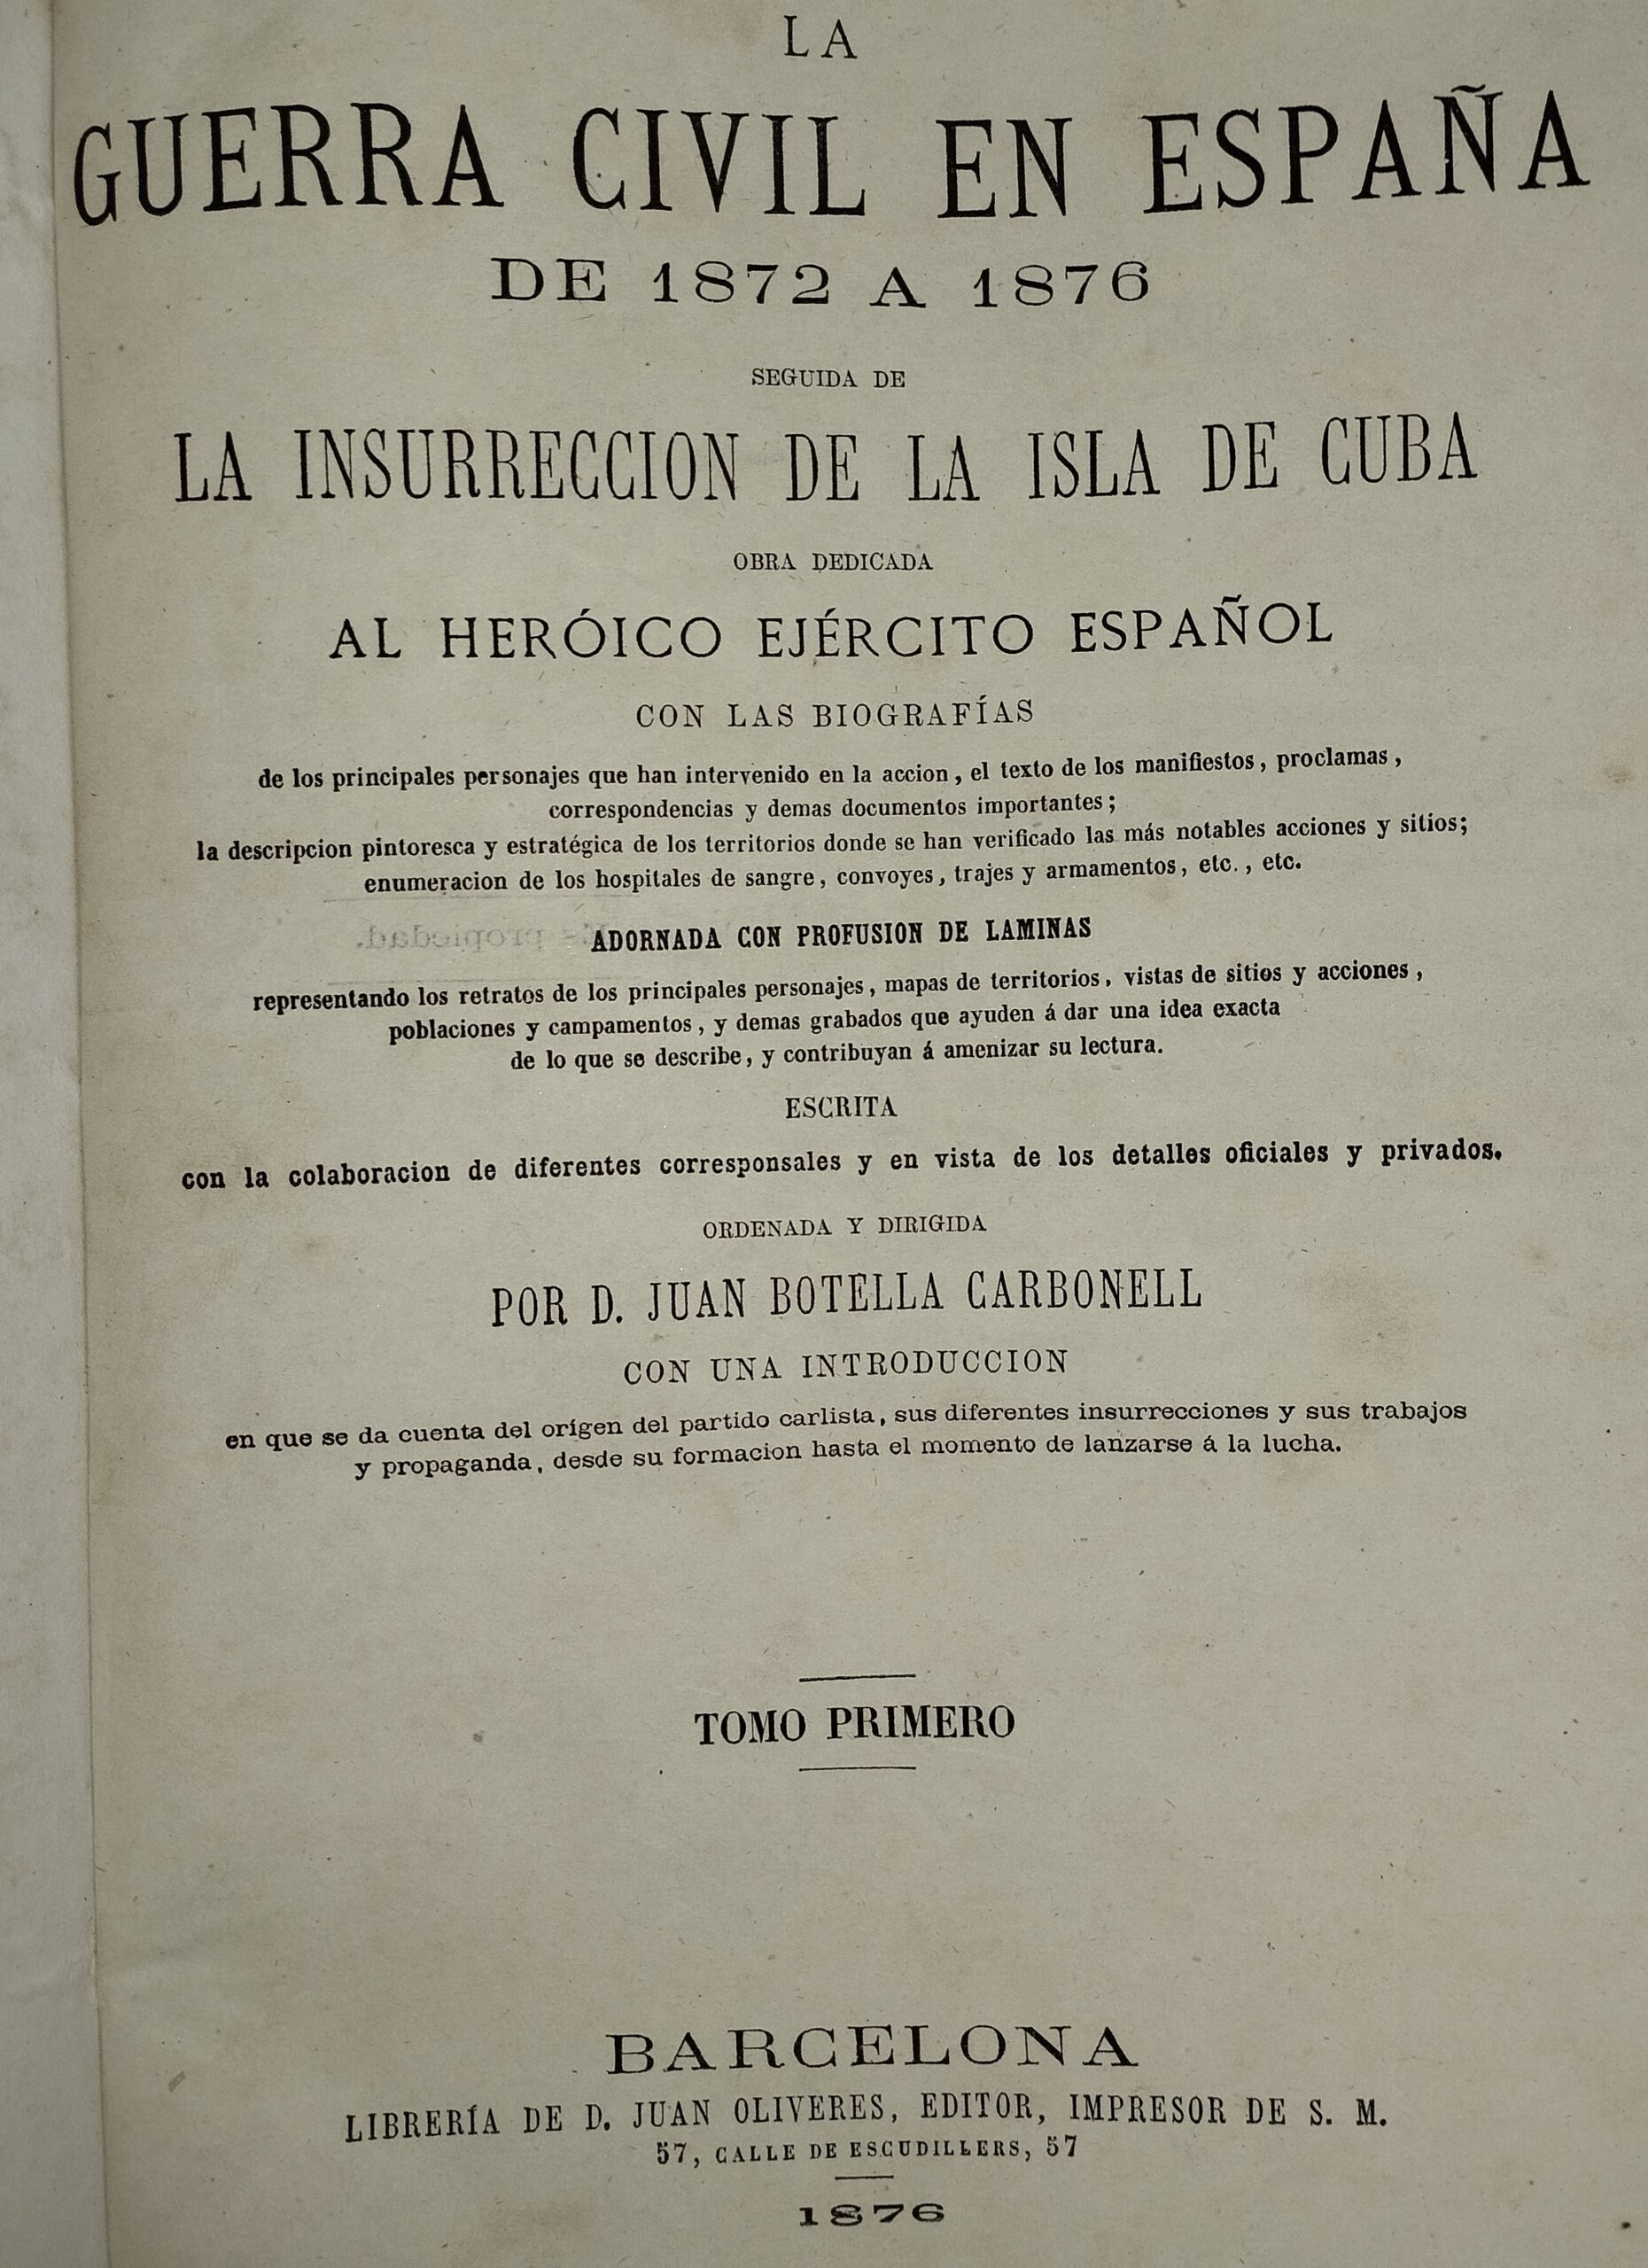 LA
GUERRA CIVIL EN ESPAÑA
DE 1872 A 1876
SEGUIDA DE
LA INSURRECCION DE LA ISLA DE CUBA
OBRA DEDICADA
AL HERÓICO EJÉRCITO ESPAÑOL
CON LAS BIOGRAFÍAS
de los principales personajes que han intervenido en la accion, el texto de los manifiestos, proclamas,
correspondencias y demas documentos importantes;
la descripcion pintoresca y estratégica de los territorios donde se han verificado las más notables acciones y sitios;
enumeracion de los hospitales de sangre, convoyes, trajes y armamentos, etc., etc.
ADORNADA CON PROFUSION DE LAMINAS
representando los retratos de los principales personajes, mapas de territorios, vistas de sitios y acciones,
poblaciones y campamentos, y demas grabados que ayuden á dar una idea exacta
de lo que se describe, y contribuyan á amenizar su lectura.
ESCRITA
con la colaboracion de diferentes corresponsales y en vista de los detalles oficiales y privados.
ORDENADA Y DIRIGIDA
POR D. JUAN BOTELLA CARBONELL
CON UNA INTRODUCCION
en que se da cuenta del orígen del partido carlista, sus diferentes insurrecciones y sus trabajos
y propaganda, desde su formacion hasta el momento de lanzarse á la lucha.
TOMO PRIMERO
BARCELONA
LIBRERÍA DE D. JUAN OLIVERES, EDITOR, IMPRESOR DE S. M.
57, CALLE DE ESCUDILLERS, 57
1876